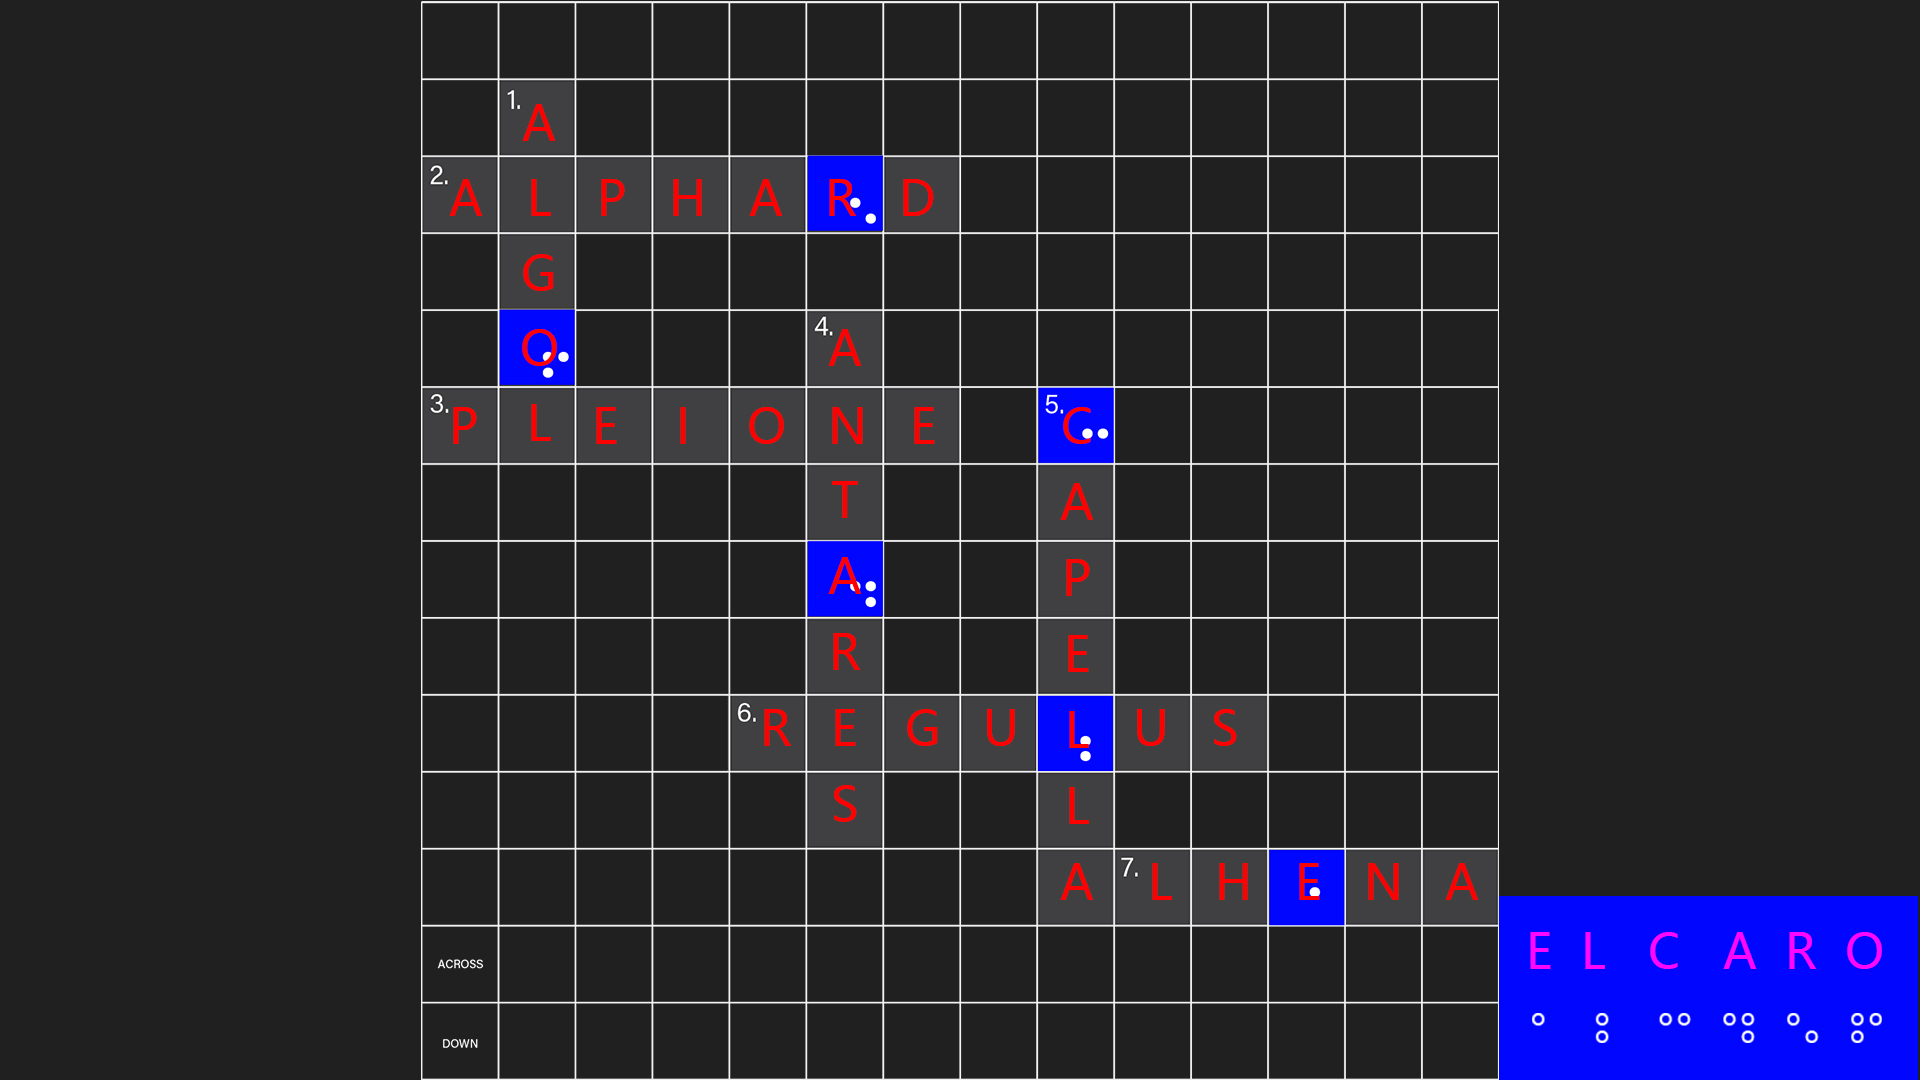 1.
A
2. A L P H A R D
G
O
4. A
3. P L E I O N E
5. C
T
A
A
P
R
E
6. R E G U L U S
S
L
A 7. L H E N A
E L C A R O
ACROSS
DOWN